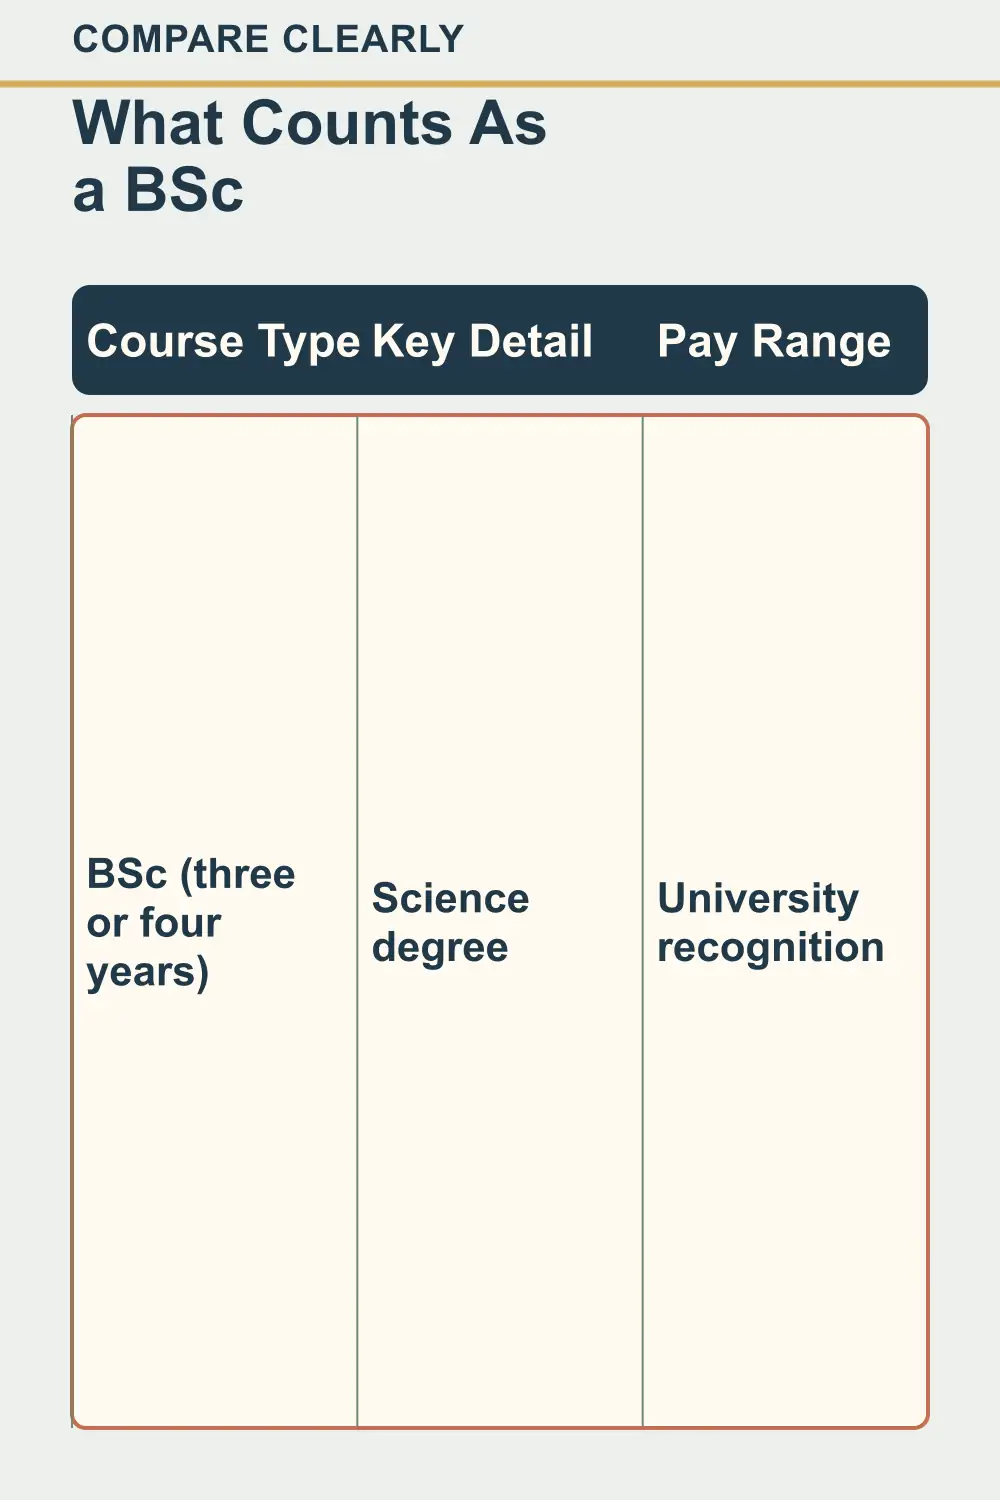 COMPARE CLEARLY
What Counts As
a BSc
Course Type Key Detail Pay Range
BSc (three
or four
years)
Science
degree
University
recognition